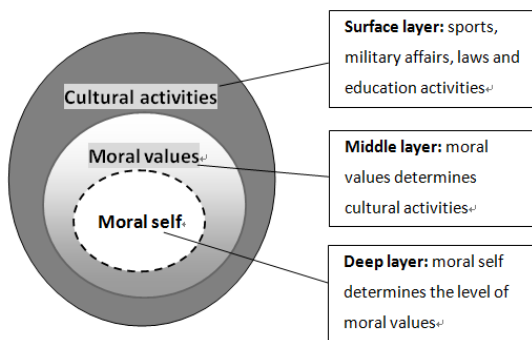 Cultural activities
Moral values
Moral self
Surface layer: sports,
military affairs, laws and
education activities
Middle layer: moral
values determines
cultural activities
Deep layer: moral self
determines the level of
moral values